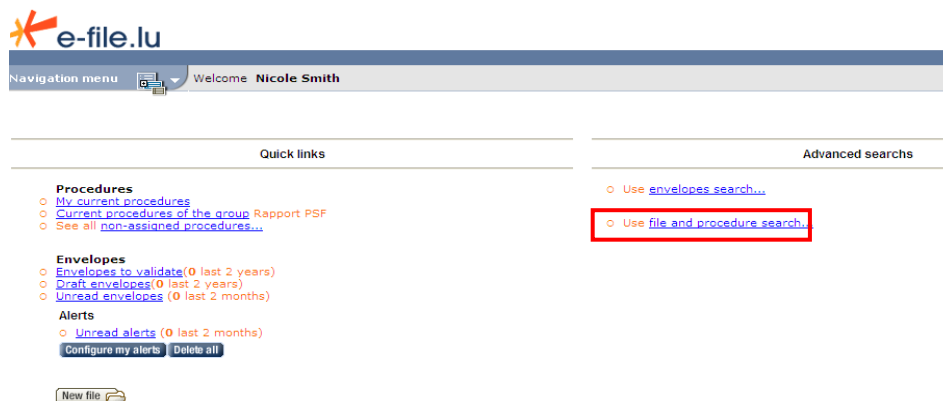 e-file.lu
Navigation menu
Welcome Nicole Smith
Quick links
Procedures
My current procedures
Current procedures of the group Rapport PSF
See all non-assigned procedures...
Envelopes
Envelopes to validate(0 last 2 years)
Draft envelopes(0 last 2 years)
Unread envelopes (0 last 2 months)
Alerts
Unread alerts (0 last 2 months)
Configure my alerts Delete all
New file
Advanced searchs
Use envelopes search...
Use file and procedure search...